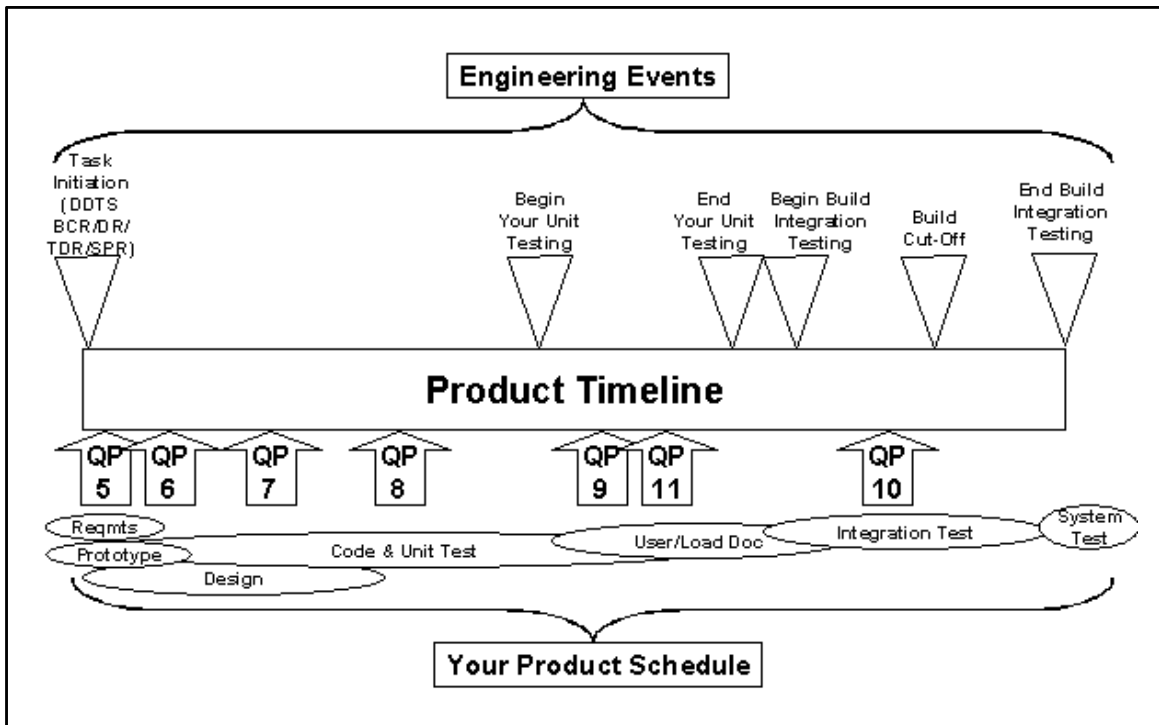 Engineering Events
Task
Initiation
(DDTS
BCR/DR/
TDR/SPR)
Begin
Your Unit
Testing
End
Your Unit
Testing
Begin Build
Integration
Testing
Build
Cut-Off
End Build
Integration
Testing
Product Timeline
QP
5
QP
6
QP
7
QP
8
QP
9
QP
11
QP
10
Reqmts
Prototype
Code & Unit Test
Design
User/Load Doc
Integration Test
System
Test
Your Product Schedule